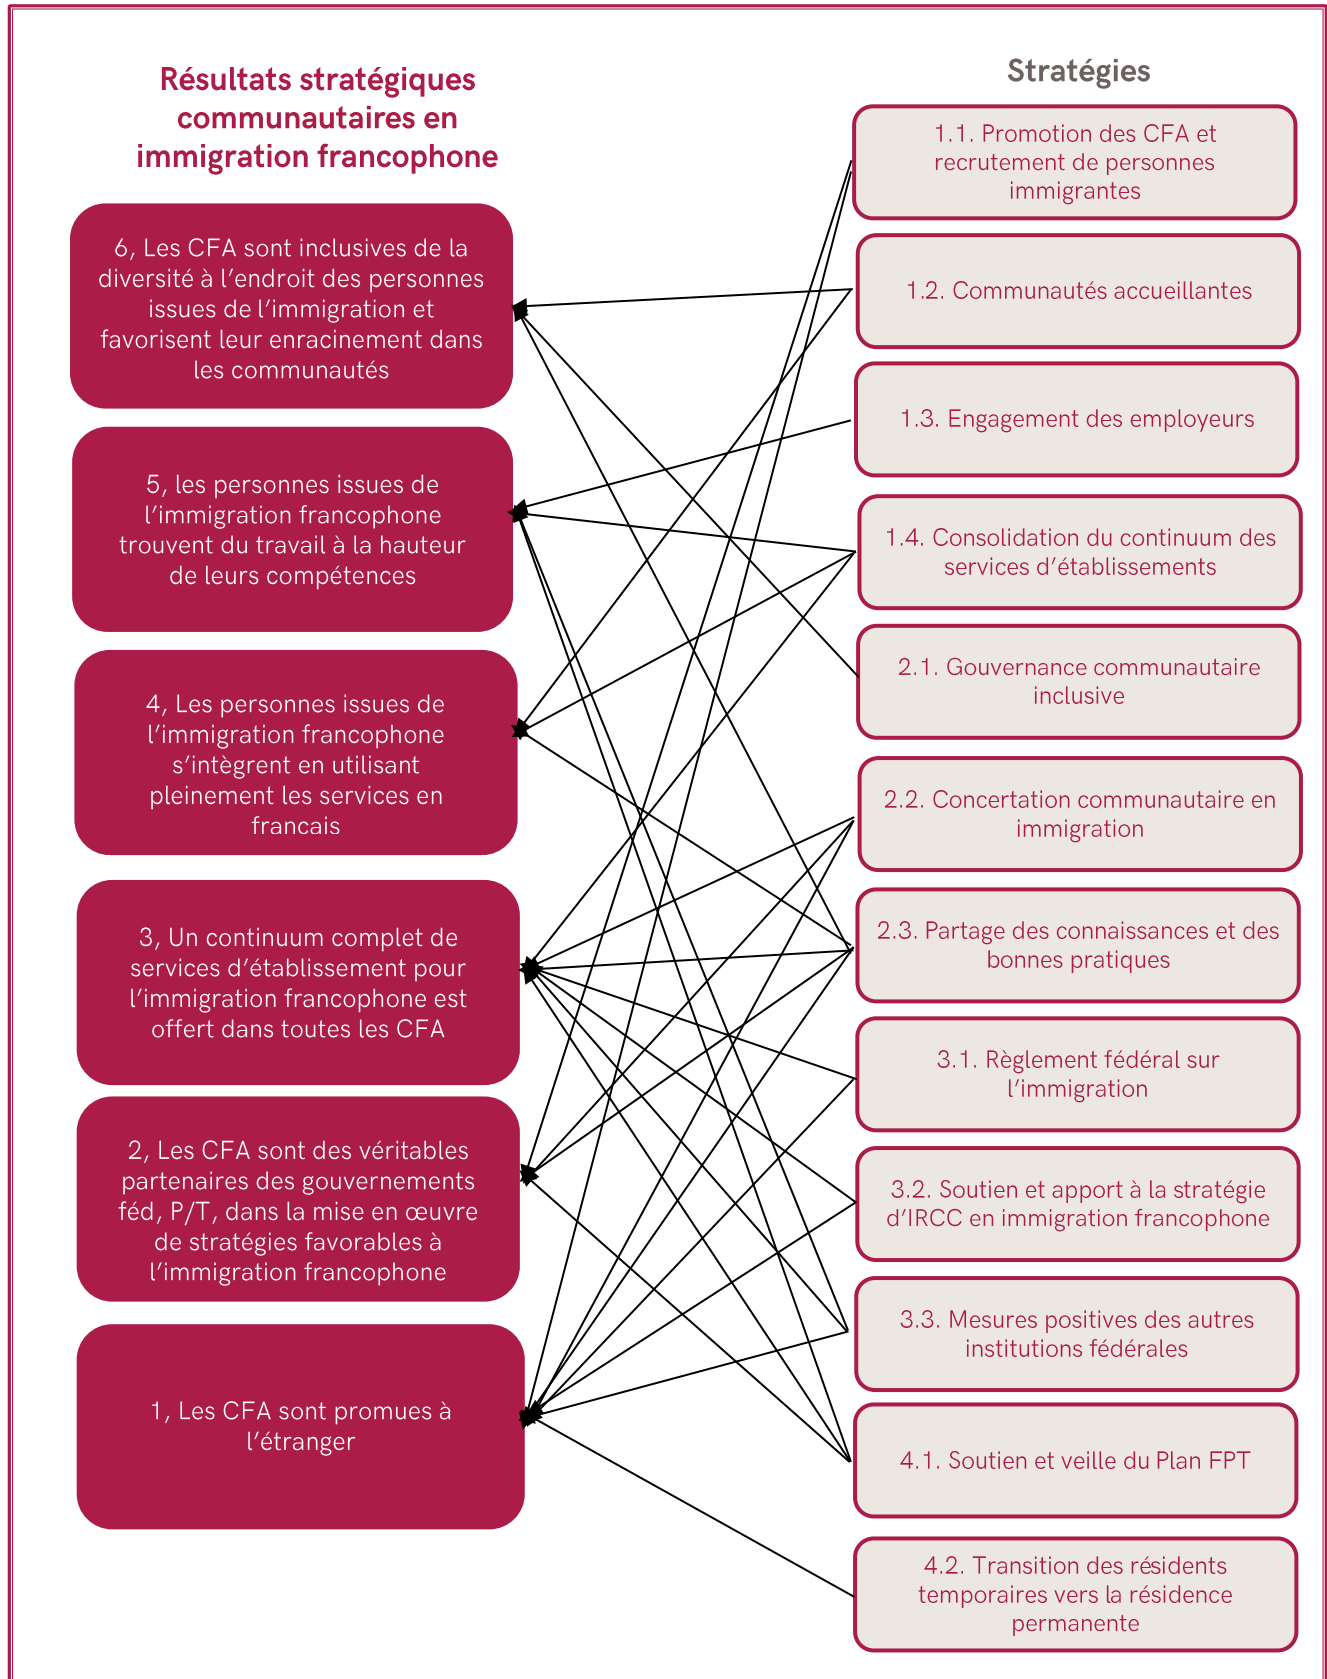 Résultats stratégiques
communautaires en
immigration francophone
6, Les CFA sont inclusives de la
diversité à l’endroit des personnes
issues de l’immigration et
favorisent leur enracinement dans
les communautés
5, les personnes issues de
l’immigration francophone
trouvent du travail à la hauteur
de leurs compétences
4, Les personnes issues de
l’immigration francophone
s’intègrent en utilisant
pleinement les services en
francais
3, Un continuum complet de
services d’établissement pour
l’immigration francophone est
offert dans toutes les CFA
2, Les CFA sont des véritables
partenaires des gouvernements
féd, P/T, dans la mise en œuvre
de stratégies favorables à
l’immigration francophone
1, Les CFA sont promues à
l’étranger
Stratégies
1.1. Promotion des CFA et
recrutement de personnes
immigrantes
1.2. Communautés accueillantes
1.3. Engagement des employeurs
1.4. Consolidation du continuum des
services d’établissements
2.1. Gouvernance communautaire
inclusive
2.2. Concertation communautaire en
immigration
2.3. Partage des connaissances et des
bonnes pratiques
3.1. Règlement fédéral sur
l’immigration
3.2. Soutien et apport à la stratégie
d’IRCC en immigration francophone
3.3. Mesures positives des autres
institutions fédérales
4.1. Soutien et veille du Plan FPT
4.2. Transition des résidents
temporaires vers la résidence
permanente